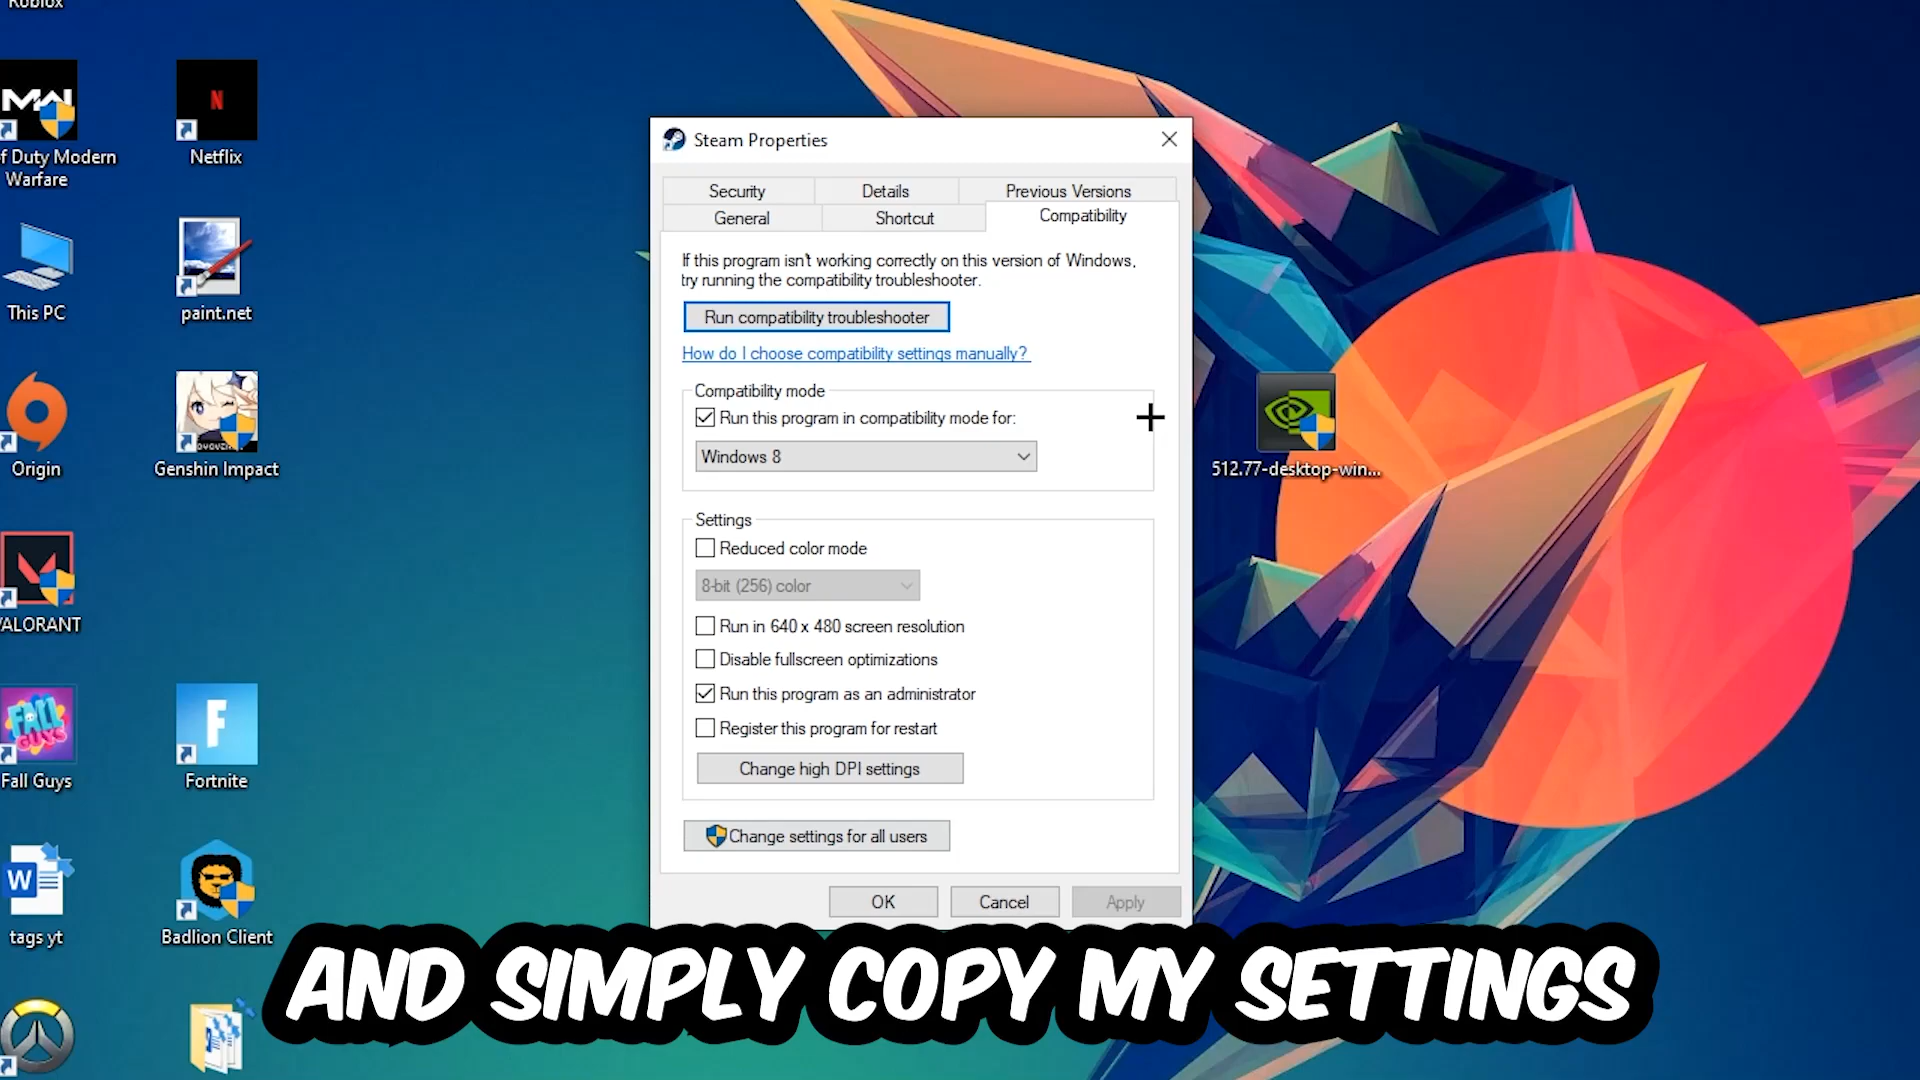 Roblox
f Duty Modern
Warfare
Netflix
N
This PC
paint.net
Origin
Genshin Impact
VALORANT
FALL
GUYS
Fall Guys
F
Fortnite
W
tags yt
Badlion Client
Steam Properties
Security
Details
Previous Versions
General
Shortcut
Compatibility
If this program isn't working correctly on this version of Windows,
try running the compatibility troubleshooter.
Run compatibility troubleshooter
How do I choose compatibility settings manually?
Compatibility mode
Run this program in compatibility mode for:
Windows 8
Settings
Reduced color mode
8-bit (256) color
Run in 640 x 480 screen resolution
Disable fullscreen optimizations
Run this program as an administrator
Register this program for restart
Change high DPI settings
Change settings for all users
OK
Cancel
Apply
512.77-desktop-win...
AND SIMPLY COPY MY SETTINGS